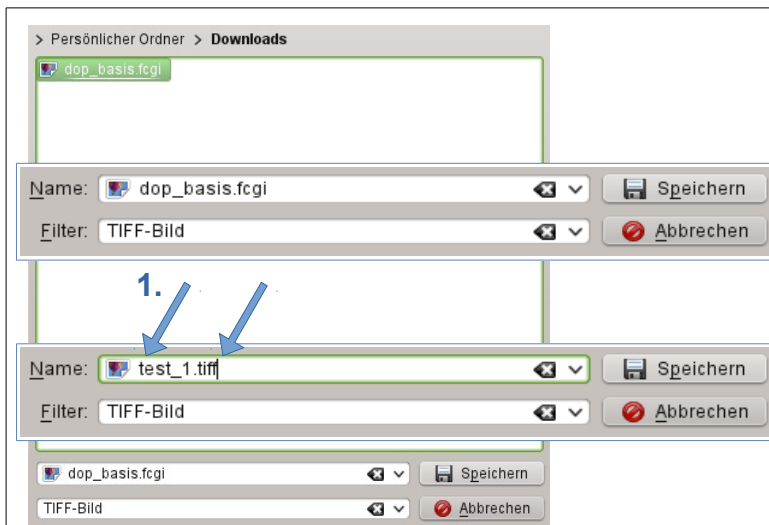 > Persönlicher Ordner > Downloads
dop_basis.fcgi
Name: dop_basis.fcgi Speichern
Filter: TIFF-Bild Abbrechen
1.
Name: test_1.tiff Speichern
Filter: TIFF-Bild Abbrechen
dop_basis.fcgi Speichern
TIFF-Bild Abbrechen